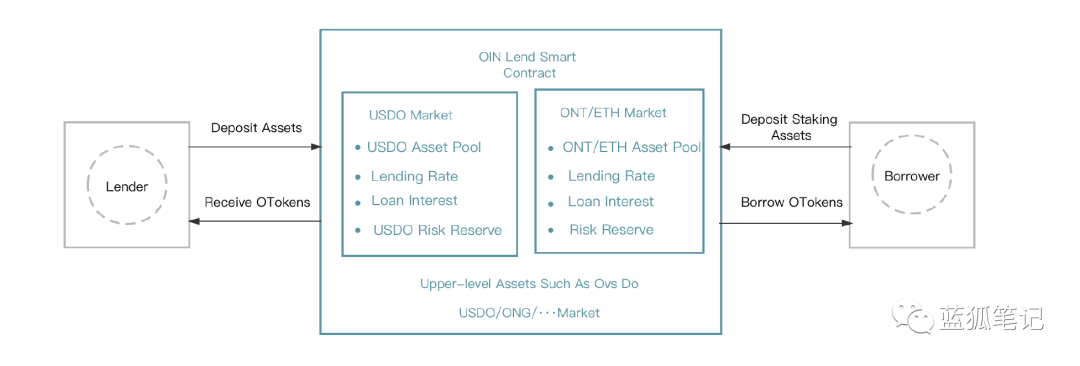 OIN Lend Smart
Contract
Lender
Deposit Assets
Receive OTokens
USDO Market
• USDO Asset Pool
• Lending Rate
• Loan Interest
• USDO Risk Reserve
ONT/ETH Market
• ONT/ETH Asset Pool
• Lending Rate
• Loan Interest
• Risk Reserve
Upper-level Assets Such As Ovs Do
USDO/ONG/···Market
Deposit Staking
Assets
Borrow OTokens
Borrower
蓝狐笔记